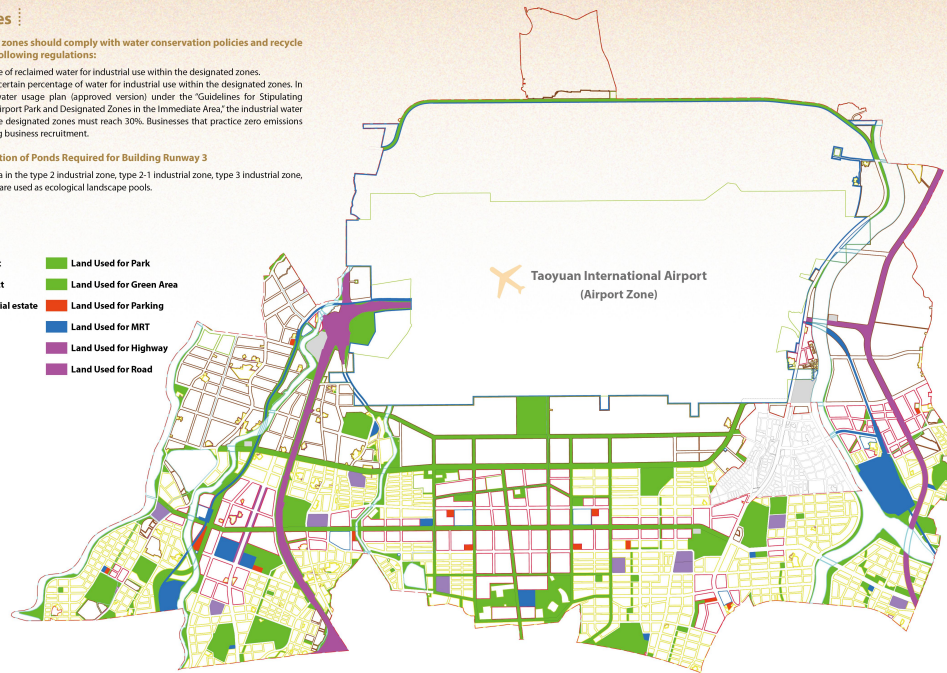 es
zones should comply with water conservation policies and recycle
ollowing regulations:
e of reclaimed water for industrial use within the designated zones.
certain percentage of water for industrial use within the designated zones. In
vater usage plan (approved version) under the “Guidelines for Stipulating
irport Park and Designated Zones in the Immediate Area,” the industrial water
e designated zones must reach 30%. Businesses that practice zero emissions
g business recruitment.
tion of Ponds Required for Building Runway 3
a in the type 2 industrial zone, type 2-1 industrial zone, type 3 industrial zone,
are used as ecological landscape pools.
t
ct
ial estate
Land Used for Park
Land Used for Green Area
Land Used for Parking
Land Used for MRT
Land Used for Highway
Land Used for Road
Taoyuan International Airport
(Airport Zone)